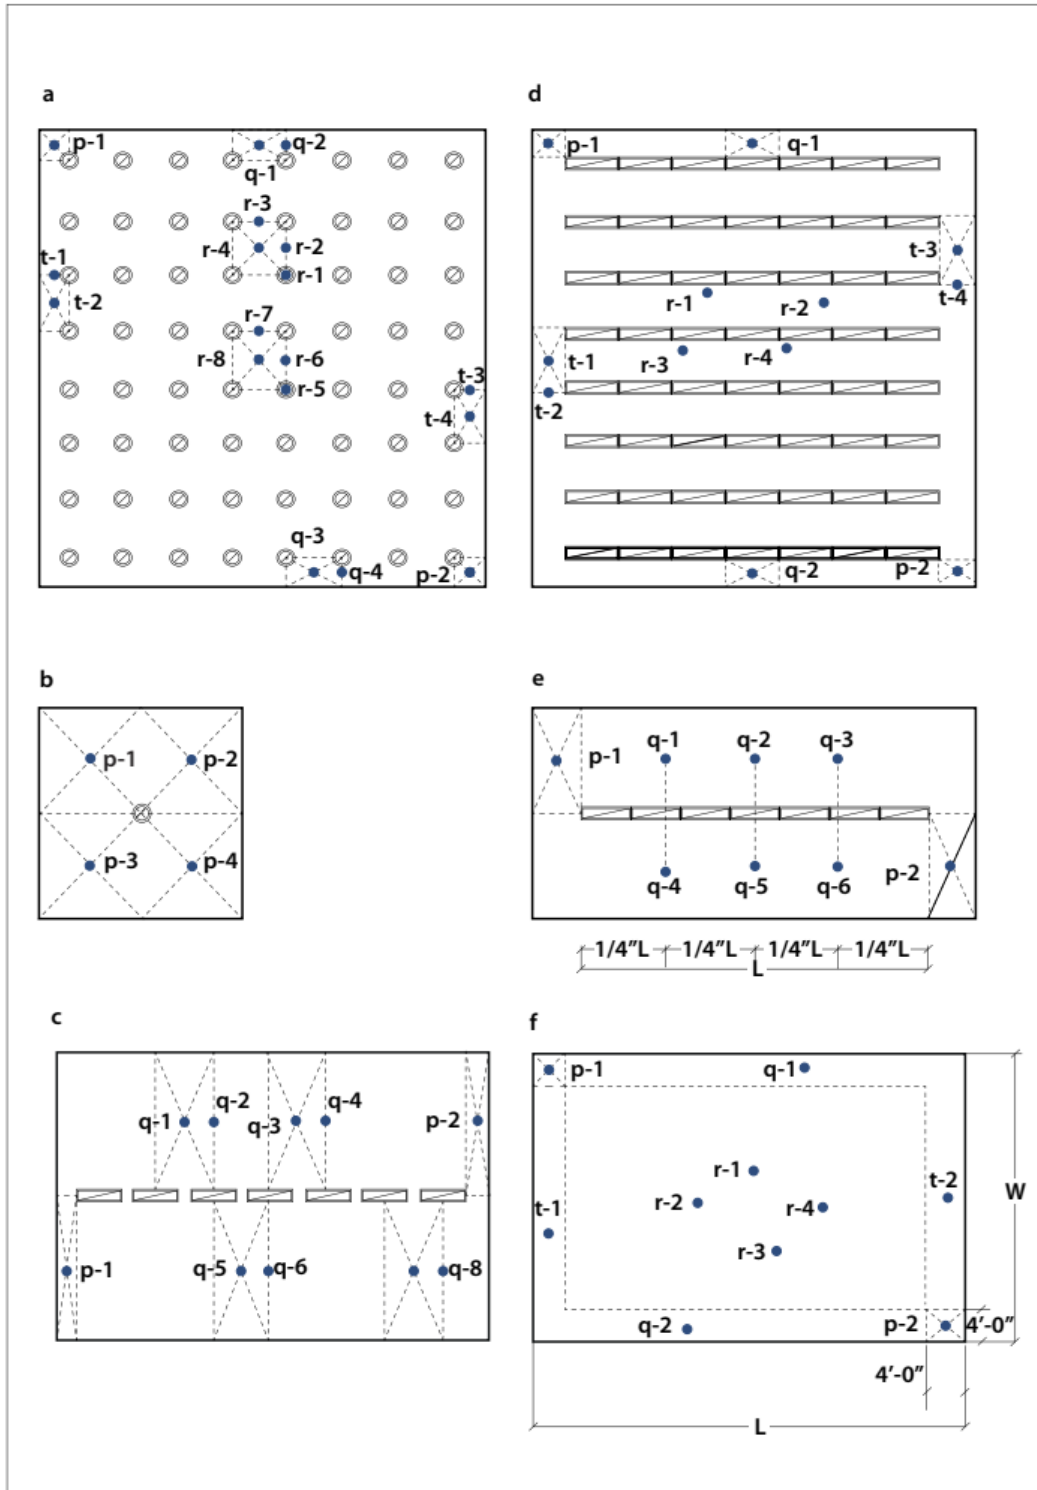 a
p-1
q-2
q-1
r-3
r-4
r-2
t-1
r-1
t-2
r-7
r-8
r-6
t-3
r-5
t-4
q-3
q-4
p-2
d
p-1
q-1
t-3
r-1
r-2
t-4
r-3
r-4
t-1
t-2
q-2
p-2
b
p-1
p-2
p-3
p-4
e
p-1
q-1
q-2
q-3
q-4
q-5
q-6
p-2
1/4”L
1/4”L
1/4”L
1/4”L
L
c
q-1
q-2
q-3
q-4
p-2
p-1
q-5
q-6
q-8
f
p-1
q-1
r-1
t-2
r-2
r-4
W
t-1
r-3
q-2
p-2
4’-0”
4’-0”
L